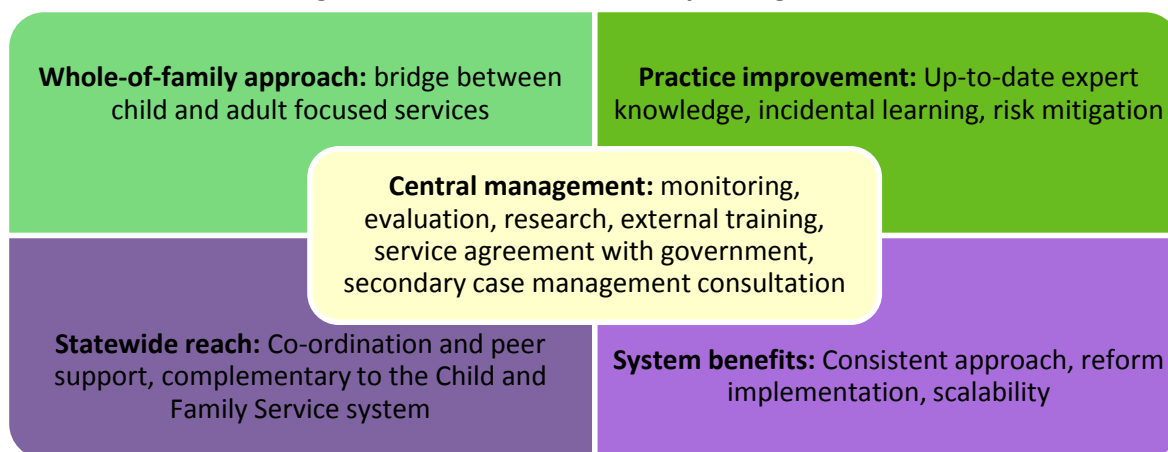 Whole-of-family approach: bridge between
child and adult focused services
Practice improvement: Up-to-date expert
knowledge, incidental learning, risk mitigation
Central management: monitoring,
evaluation, research, external training,
service agreement with government,
secondary case management consultation
Statewide reach: Co-ordination and peer
support, complementary to the Child and
Family Service system
System benefits: Consistent approach, reform
implementation, scalability